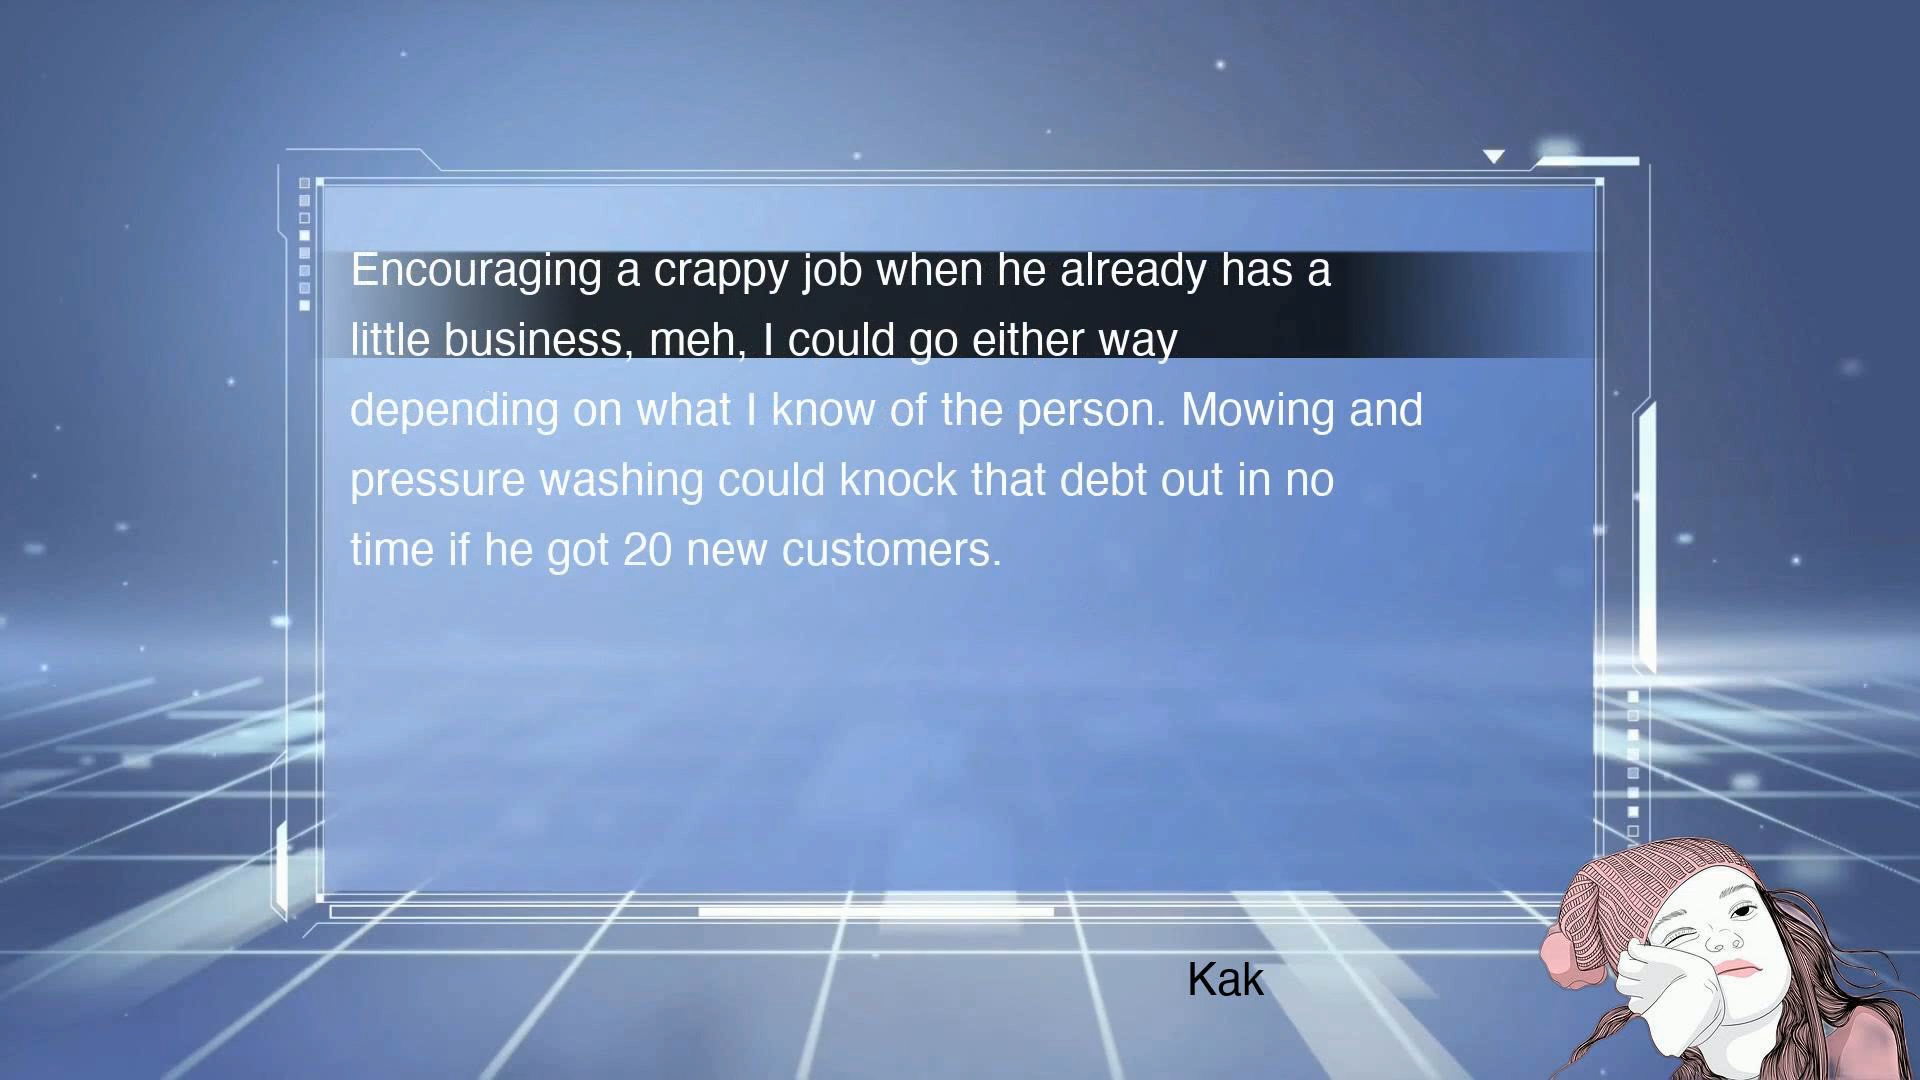 Encouraging a crappy job when he already has a
little business, meh, I could go either way
depending on what I know of the person. Mowing and
pressure washing could knock that debt out in no
time if he got 20 new customers.
Kak